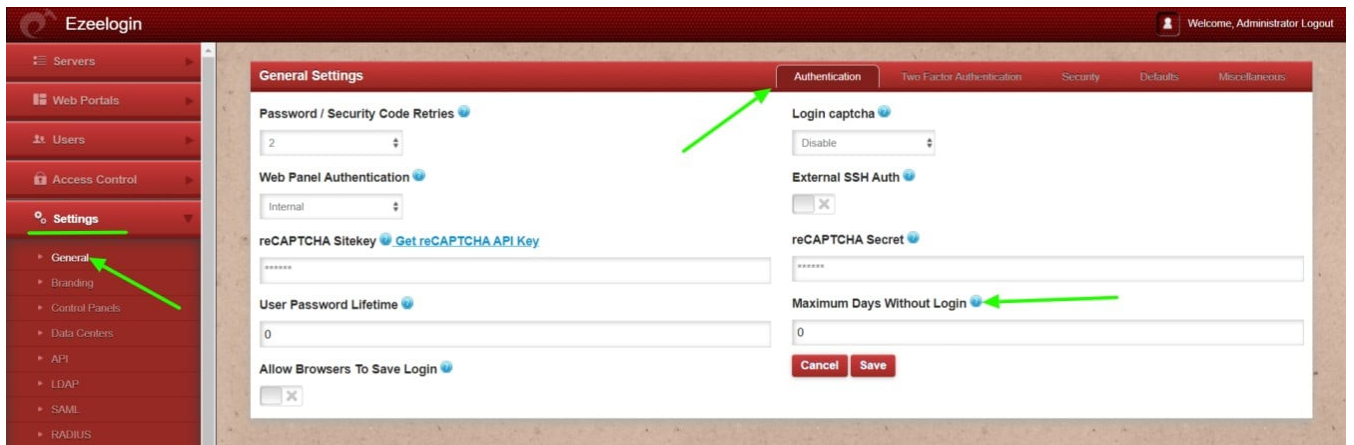 Ezeelogin
Welcome, Administrator Logout
Servers
Web Portals
Users
Access Control
Settings
General
Branding
Control Panels
Data Centers
API
LDAP
SAML
RADIUS
General Settings
Authentication
Two Factor Authentication
Security
Defaults
Miscellaneous
Password / Security Code Retries
2
Login captcha
Disable
Web Panel Authentication
Internal
External SSH Auth
reCAPTCHA Sitekey Get reCAPTCHA API Key
******
reCAPTCHA Secret
******
User Password Lifetime
0
Maximum Days Without Login
0
Allow Browsers To Save Login
Cancel Save